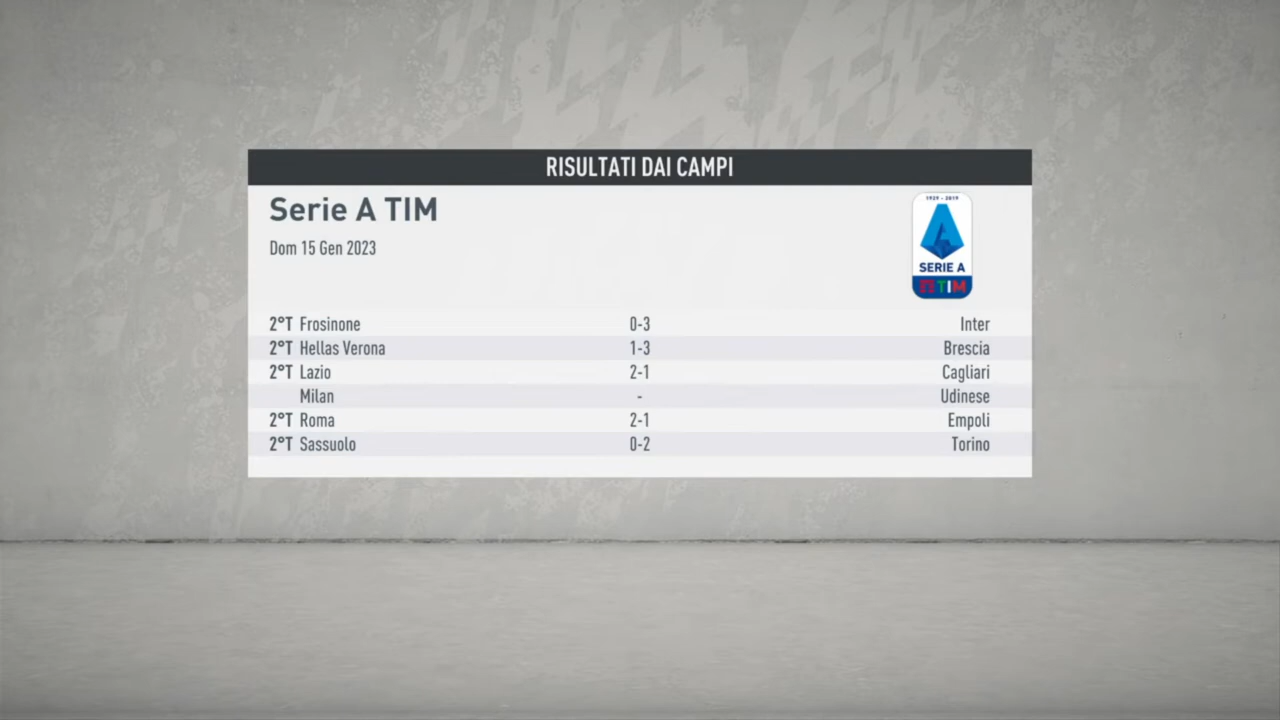 RISULTATI DAI CAMPI
Serie A TIM
Dom 15 Gen 2023
1929 - 2019
SERIE A
TIM
2°T Frosinone 0-3 Inter
2°T Hellas Verona 1-3 Brescia
2°T Lazio 2-1 Cagliari
Milan - Udinese
2°T Roma 2-1 Empoli
2°T Sassuolo 0-2 Torino